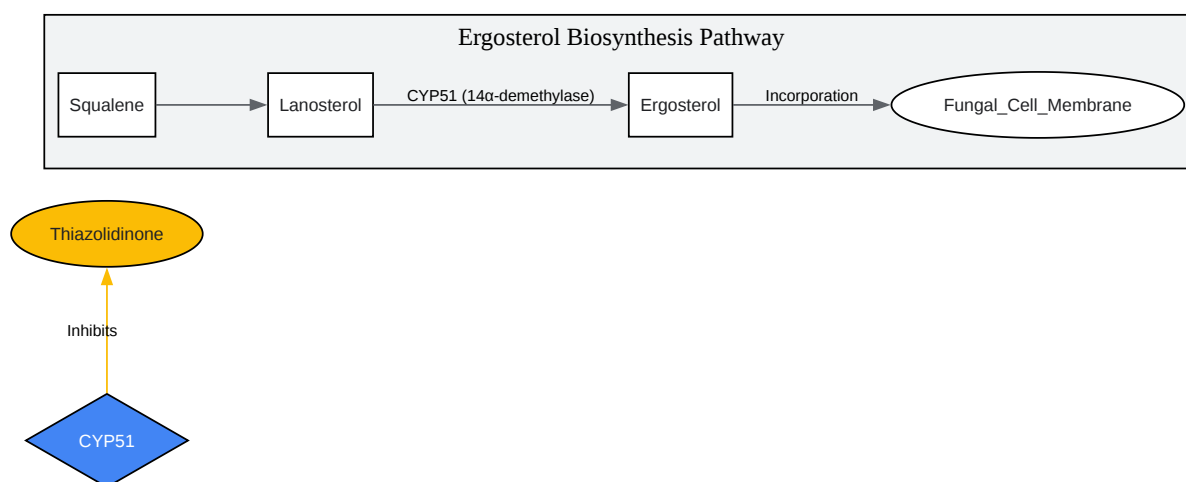 Ergosterol Biosynthesis Pathway
Squalene
Lanosterol
CYP51 (14α-demethylase)
Ergosterol
Incorporation
Fungal_Cell_Membrane
Thiazolidinone
Inhibits
CYP51